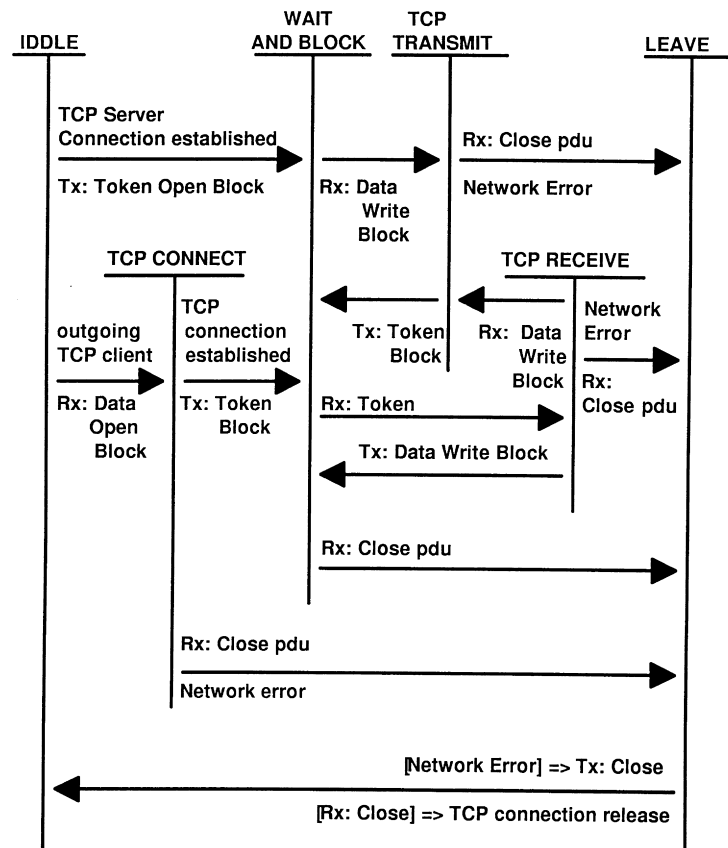 IDDLE
WAIT
AND BLOCK
TCP
TRANSMIT
LEAVE
TCP Server
Connection established
Tx: Token Open Block
Rx: Data
Write
Block
Rx: Close pdu
Network Error
TCP CONNECT
TCP RECEIVE
outgoing
TCP client
Rx: Data
Open
Block
TCP
connection
established
Tx: Token
Block
Tx: Token
Block
Rx: Data
Write
Block
Network
Error
Rx:
Close pdu
Rx: Token
Tx: Data Write Block
Rx: Close pdu
Rx: Close pdu
Network error
[Network Error] => Tx: Close
[Rx: Close] => TCP connection release